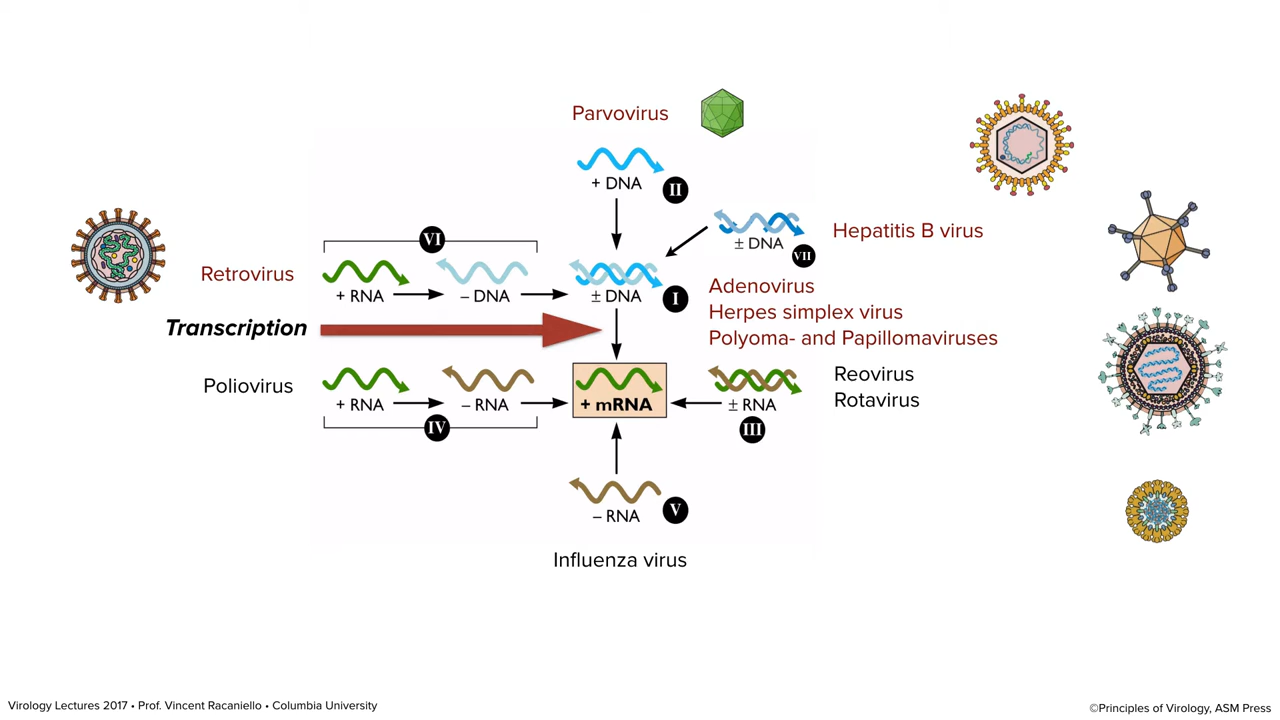 Parvovirus
+ DNA
II
± DNA
VII
Hepatitis B virus
VI
Retrovirus
+ RNA
− DNA
± DNA
I
Adenovirus
Herpes simplex virus
Polyoma- and Papillomaviruses
Transcription
Poliovirus
+ RNA
− RNA
IV
+ mRNA
± RNA
III
Reovirus
Rotavirus
− RNA
V
Influenza virus
Virology Lectures 2017 • Prof. Vincent Racaniello • Columbia University
©Principles of Virology, ASM Press